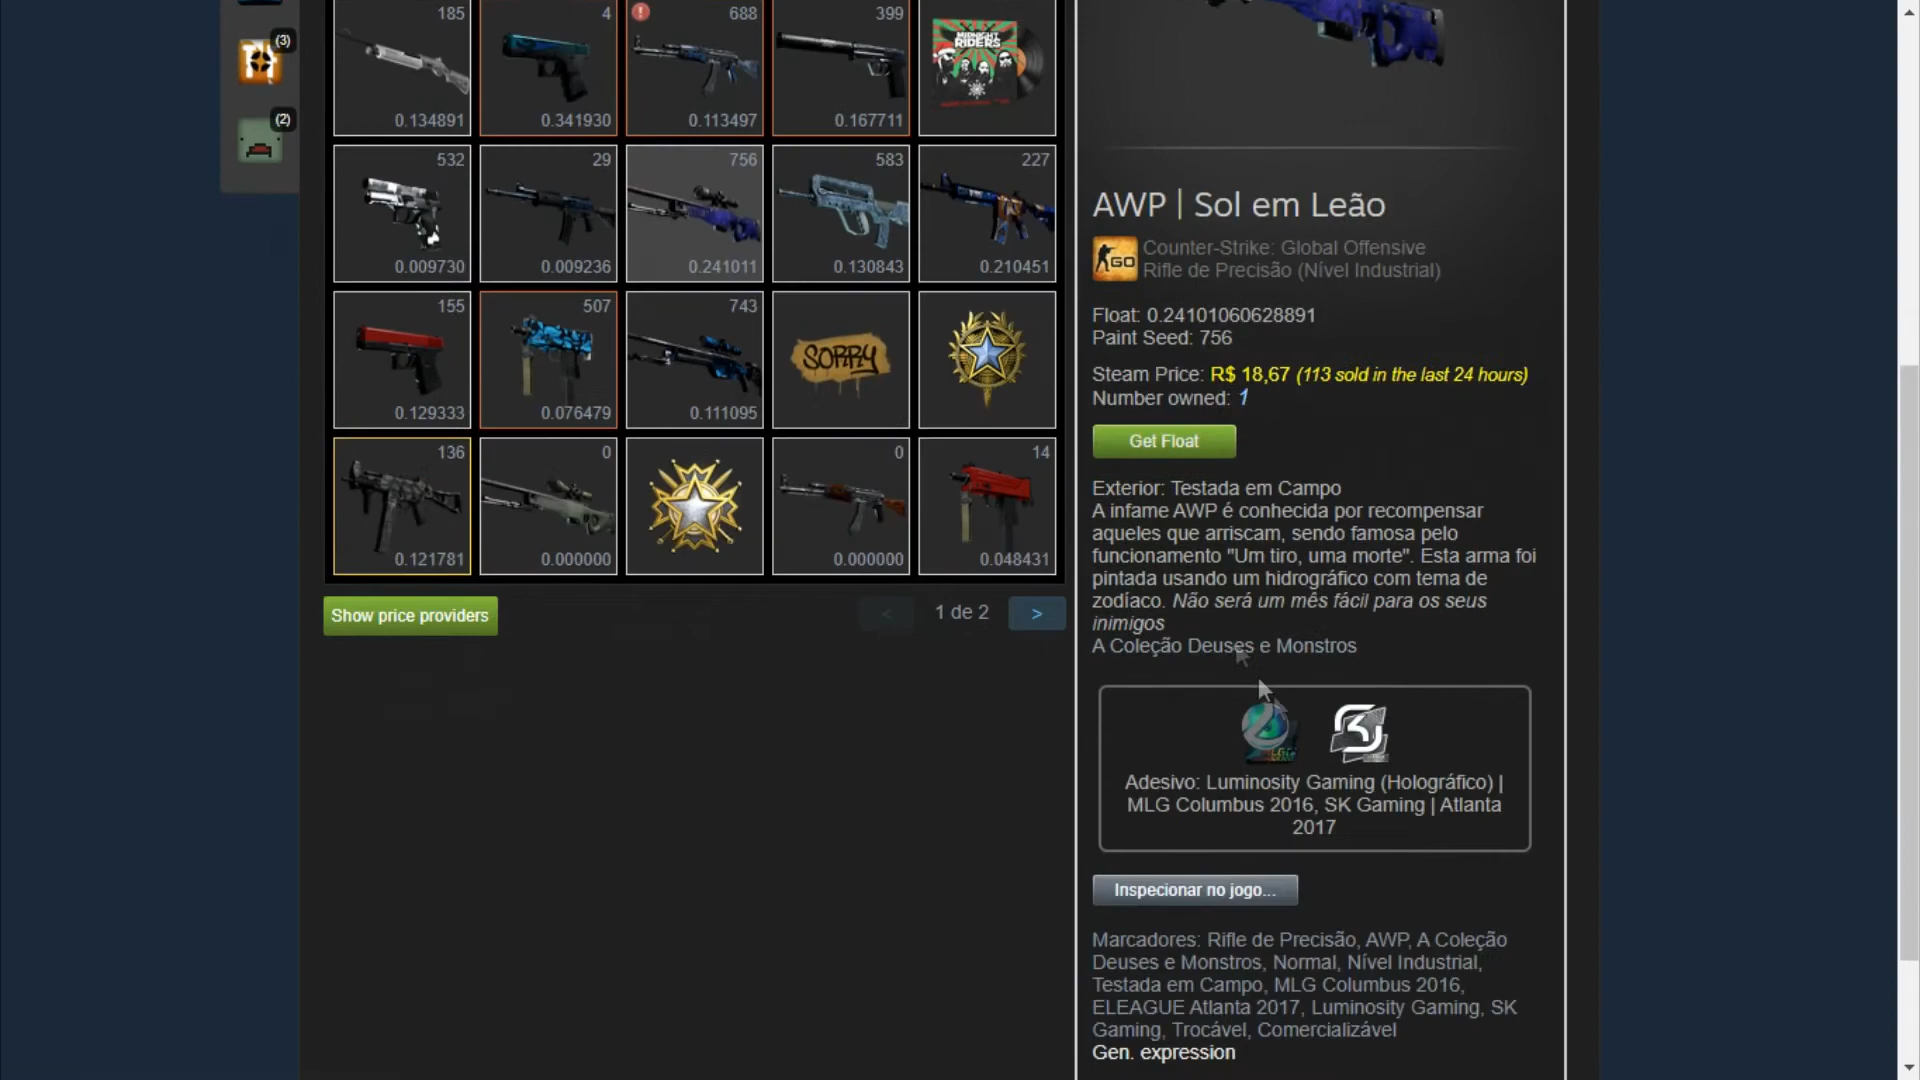 (3)
(2)
185
4
688
399
MIDNIGHT
RIDERS
0.134891
0.341930
0.113497
0.167711
532
29
756
583
227
0.009730
0.009236
0.241011
0.130843
0.210451
155
507
743
SORRY
0.129333
0.076479
0.111095
136
0
0
14
0.121781
0.000000
0.000000
0.048431
Show price providers
<
1 de 2
>
AWP | Sol em Leão
GO
Counter-Strike: Global Offensive
Rifle de Precisão (Nível Industrial)
Float: 0.24101060628891
Paint Seed: 756
Steam Price: R$ 18,67 (113 sold in the last 24 hours)
Number owned: 1
Get Float
Exterior: Testada em Campo
A infame AWP é conhecida por recompensar
aqueles que arriscam, sendo famosa pelo
funcionamento "Um tiro, uma morte". Esta arma foi
pintada usando um hidrográfico com tema de
zodíaco. Não será um mês fácil para os seus
inimigos
A Coleção Deuses e Monstros
Adesivo: Luminosity Gaming (Holográfico) |
MLG Columbus 2016, SK Gaming | Atlanta
2017
Inspecionar no jogo...
Marcadores: Rifle de Precisão, AWP, A Coleção
Deuses e Monstros, Normal, Nível Industrial,
Testada em Campo, MLG Columbus 2016,
ELEAGUE Atlanta 2017, Luminosity Gaming, SK
Gaming, Trocável, Comercializável
Gen. expression